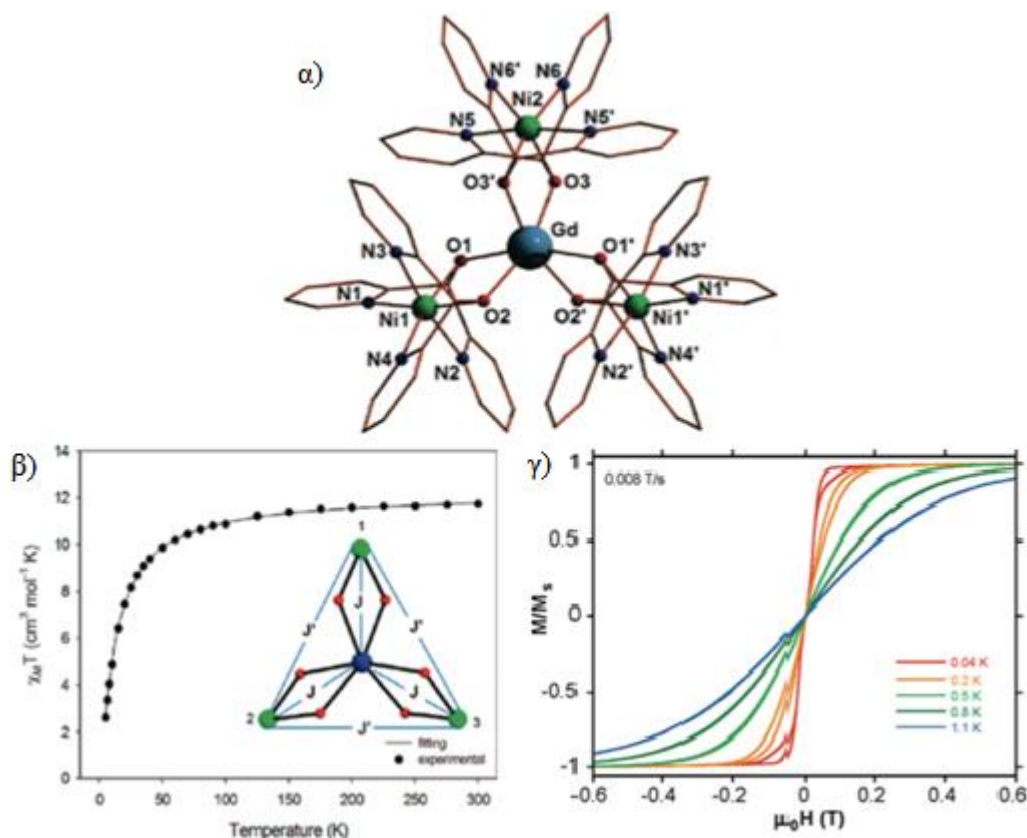 α)
N6' N6
Ni2
N5 N5'
O3' O3
Gd
N3 O1 O1' N3'
N1 N1'
Ni1 O2 O2' Ni1'
N4 N2 N2' N4'
β)
χMT (cm³ mol⁻¹ K)
14
12
10
8
6
4
2
0
1
J
J' J'
J J
2 J' 3
fitting
experimental
0 50 100 150 200 250 300
Temperature (K)
γ)
0.008 T/s
M/Ms
1
0.5
0
-0.5
-1
0.04 K
0.2 K
0.5 K
0.8 K
1.1 K
-0.6 -0.4 -0.2 0 0.2 0.4 0.6
μ₀H (T)